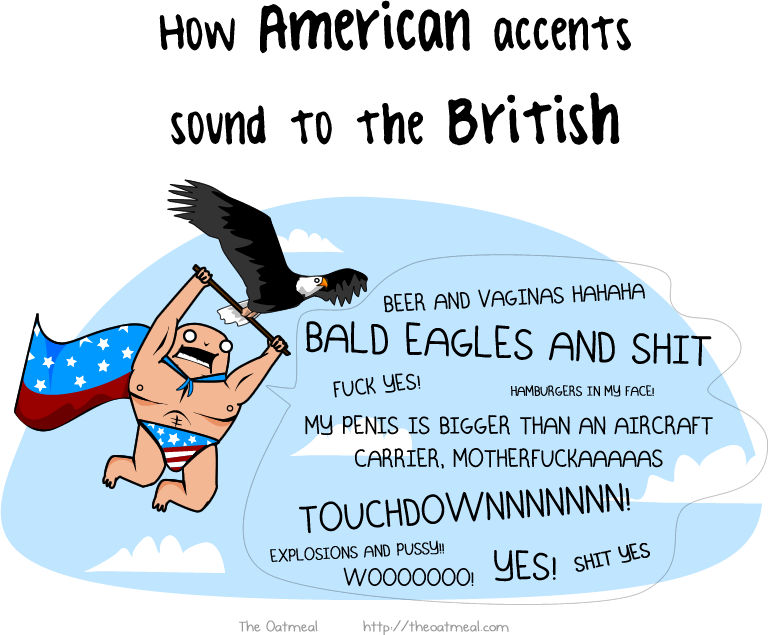 How American accents
sound to the British
BEER AND VAGINAS HAHAHA
BALD EAGLES AND SHIT
FUCK YES!
HAMBURGERS IN MY FACE!
MY PENIS IS BIGGER THAN AN AIRCRAFT
CARRIER, MOTHERFUCKAAAAAS
TOUCHDOWNNNNNNN!
EXPLOSIONS AND PUSSY!!
YES!
SHIT YES
WOOOOOOO!
The Oatmeal http://theoatmeal.com